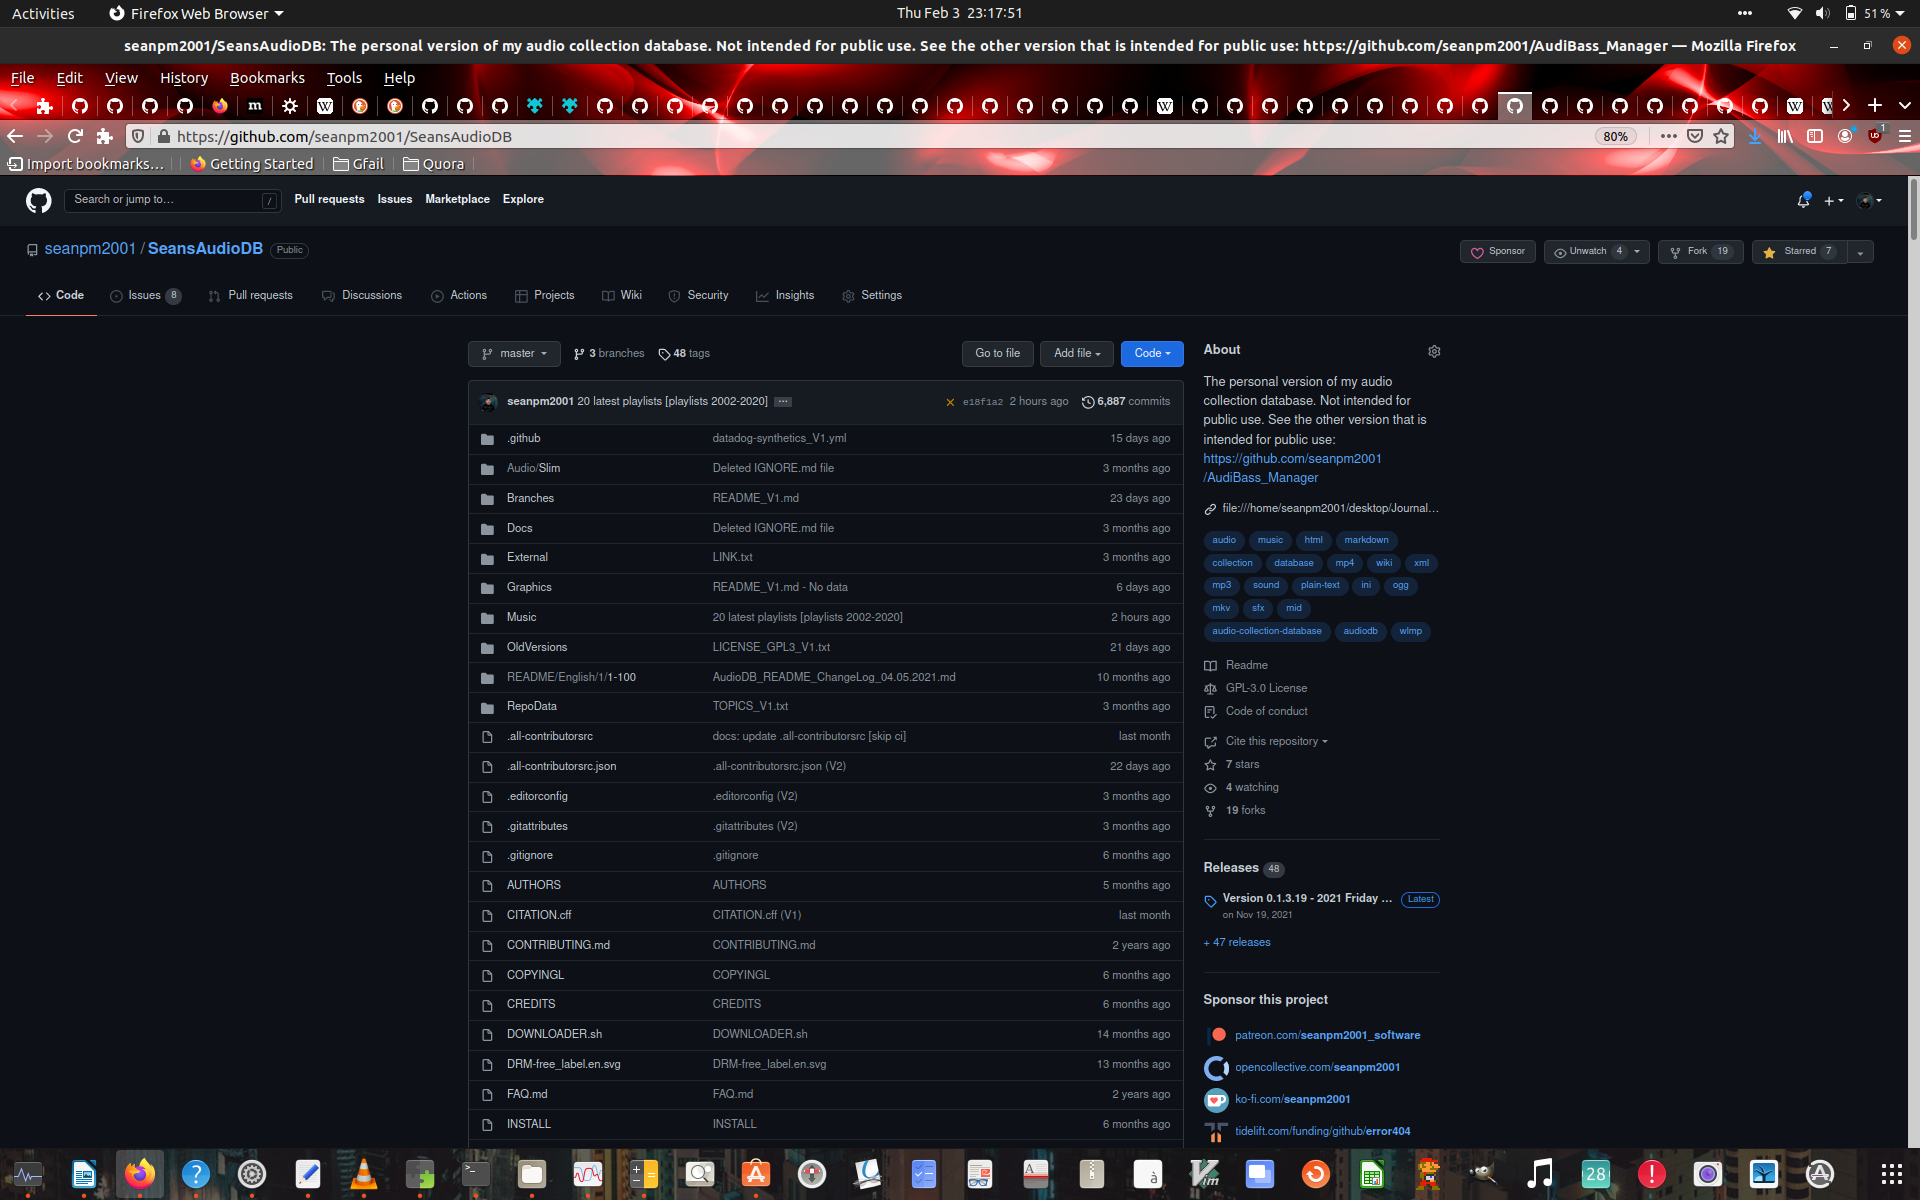 Activities
Firefox Web Browser
Thu Feb 3 23:17:51
51 %
seanpm2001/SeansAudioDB: The personal version of my audio collection database. Not intended for public use. See the other version that is intended for public use: https://github.com/seanpm2001/AudiBass_Manager — Mozilla Firefox
File Edit View History Bookmarks Tools Help
https://github.com/seanpm2001/SeansAudioDB
80%
Import bookmarks... Getting Started Gfail Quora
Search or jump to...
/
Pull requests Issues Marketplace Explore
seanpm2001 / SeansAudioDB Public
Sponsor
Unwatch 4
Fork 19
Starred 7
Code
Issues 8
Pull requests
Discussions
Actions
Projects
Wiki
Security
Insights
Settings
master
3 branches
48 tags
Go to file
Add file
Code
seanpm2001 20 latest playlists [playlists 2002-2020] ...
e18f1a2 2 hours ago
6,887 commits
.github datadog-synthetics_V1.yml 15 days ago
Audio/Slim Deleted IGNORE.md file 3 months ago
Branches README_V1.md 23 days ago
Docs Deleted IGNORE.md file 3 months ago
External LINK.txt 3 months ago
Graphics README_V1.md - No data 6 days ago
Music 20 latest playlists [playlists 2002-2020] 2 hours ago
OldVersions LICENSE_GPL3_V1.txt 21 days ago
README/English/1/1-100 AudioDB_README_ChangeLog_04.05.2021.md 10 months ago
RepoData TOPICS_V1.txt 3 months ago
.all-contributorsrc docs: update .all-contributorsrc [skip ci] last month
.all-contributorsrc.json .all-contributorsrc.json (V2) 22 days ago
.editorconfig .editorconfig (V2) 3 months ago
.gitattributes .gitattributes (V2) 3 months ago
.gitignore .gitignore 6 months ago
AUTHORS AUTHORS 5 months ago
CITATION.cff CITATION.cff (V1) last month
CONTRIBUTING.md CONTRIBUTING.md 2 years ago
COPYINGL COPYINGL 6 months ago
CREDITS CREDITS 6 months ago
DOWNLOADER.sh DOWNLOADER.sh 14 months ago
DRM-free_label.en.svg DRM-free_label.en.svg 13 months ago
FAQ.md FAQ.md 2 years ago
INSTALL INSTALL 6 months ago
About
The personal version of my audio
collection database. Not intended for
public use. See the other version that is
intended for public use:
https://github.com/seanpm2001
/AudiBass_Manager
file:///home/seanpm2001/desktop/Journal...
audio music html markdown
collection database mp4 wiki xml
mp3 sound plain-text ini ogg
mkv sfx mid
audio-collection-database audiodb wlmp
Readme
GPL-3.0 License
Code of conduct
Cite this repository
7 stars
4 watching
19 forks
Releases 48
Version 0.1.3.19 - 2021 Friday ... Latest
on Nov 19, 2021
+ 47 releases
Sponsor this project
patreon.com/seanpm2001_software
opencollective.com/seanpm2001
ko-fi.com/seanpm2001
tidelift.com/funding/github/error404
28